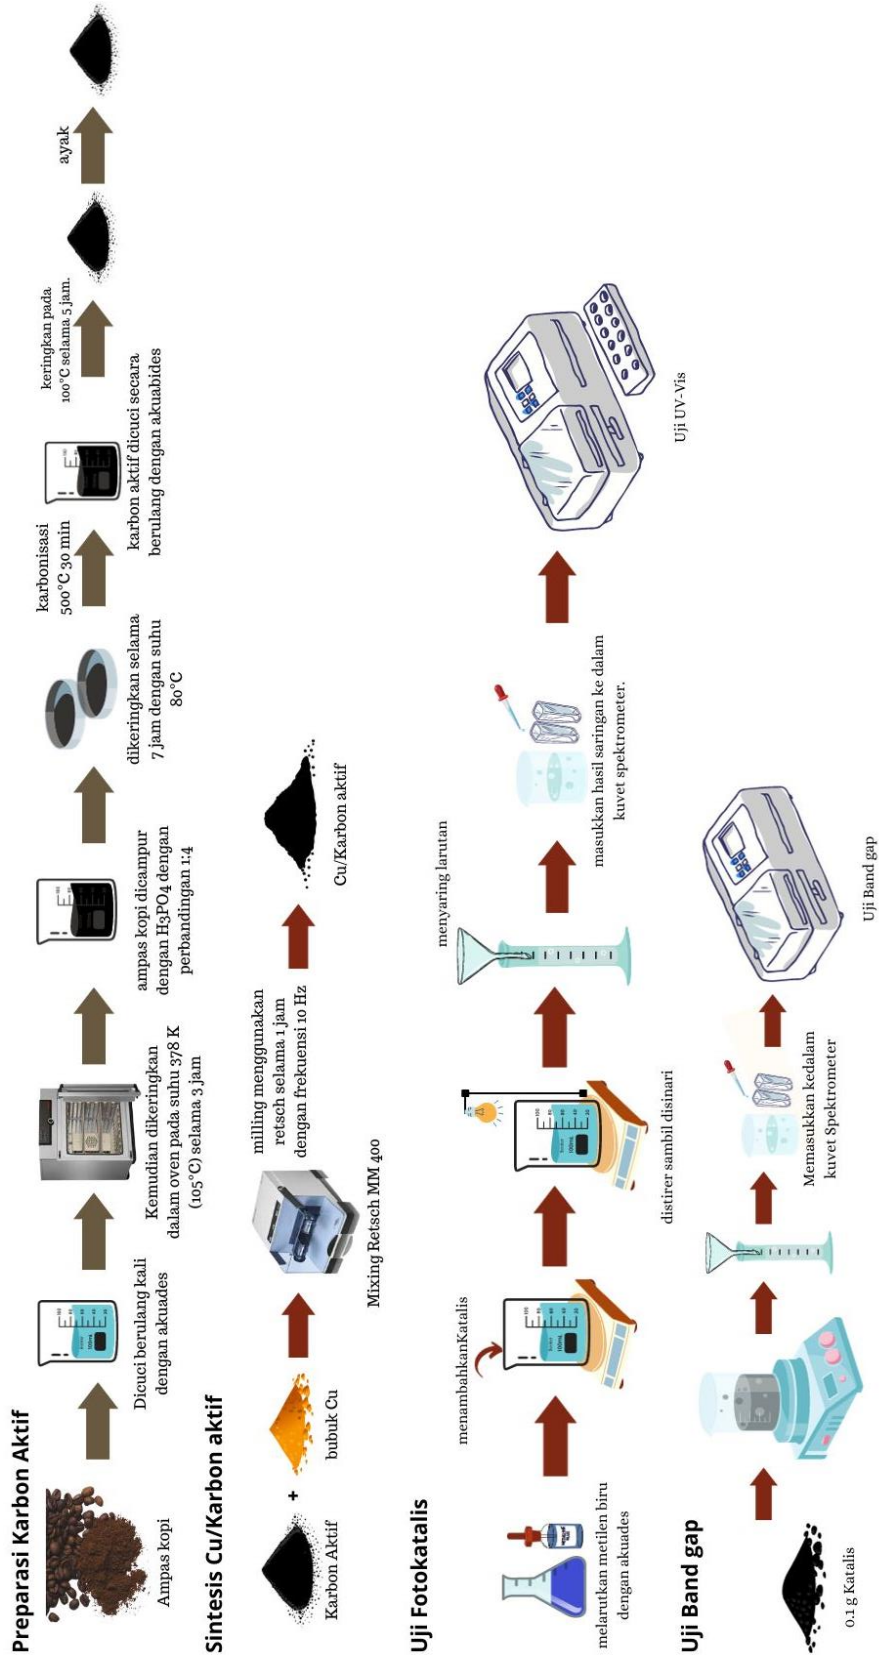 Preparasi Karbon Aktif
Ampas kopi
Dicuci berulang kali
dengan akuades
Kemudian dikeringkan
dalam oven pada suhu 378 K
(105°C) selama 3 jam
ampas kopi dicampur
dengan H3PO4 dengan
perbandingan 1:4
dikeringkan selama
7 jam dengan suhu
80°C
karbonisasi
500°C 30 min
karbon aktif dicuci secara
berulang dengan akuabides
keringkan pada
100°C selama 5 jam.
ayak
Sintesis Cu/Karbon aktif
Karbon Aktif
+
bubuk Cu
Mixing Retsch MM 400
milling menggunakan
retsch selama 1 jam
dengan frekuensi 10 Hz
Cu/Karbon aktif
Uji Fotokatalis
melarutkan metilen biru
dengan akuades
menambahkanKatalis
distirer sambil disinari
menyaring larutan
masukkan hasil saringan ke dalam
kuvet spektrometer.
Uji UV-Vis
Uji Band gap
0.1 g Katalis
Memasukkan kedalam
kuvet Spektrometer
Uji Band gap